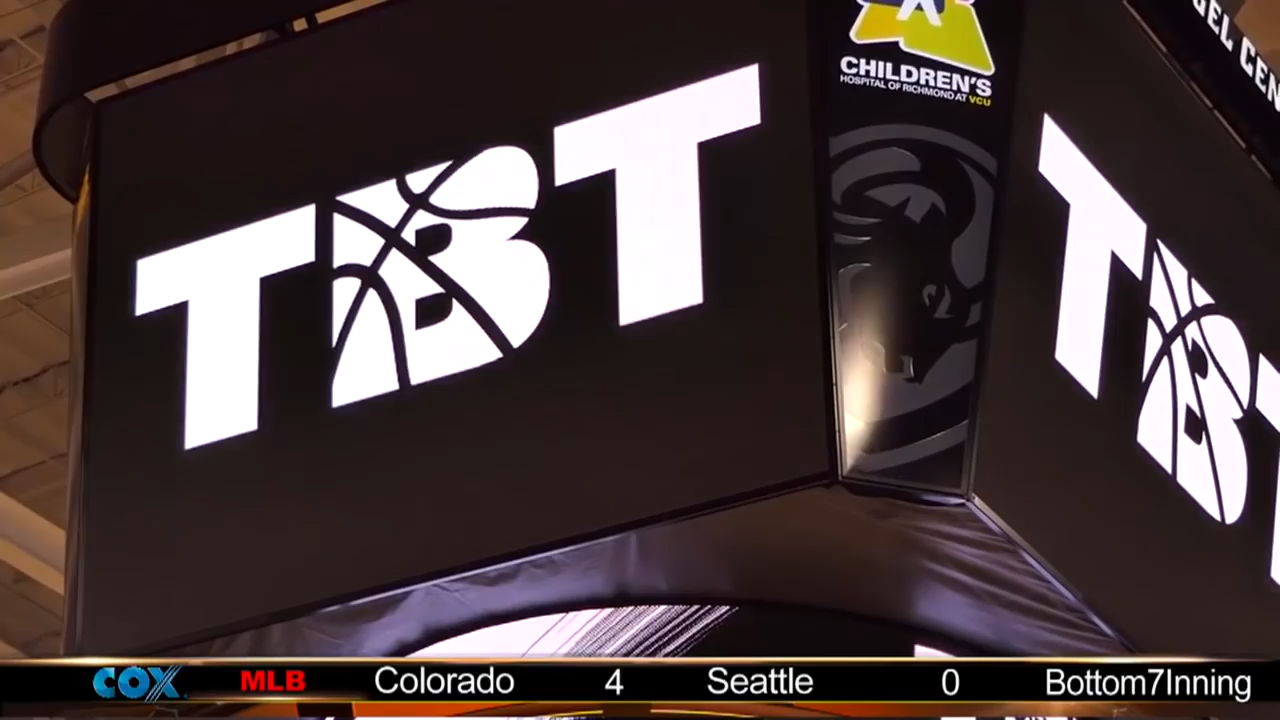 TBT
CHILDREN'S
HOSPITAL OF RICHMOND AT VCU
TBT
COX MLB Colorado 4 Seattle 0 Bottom7Inning